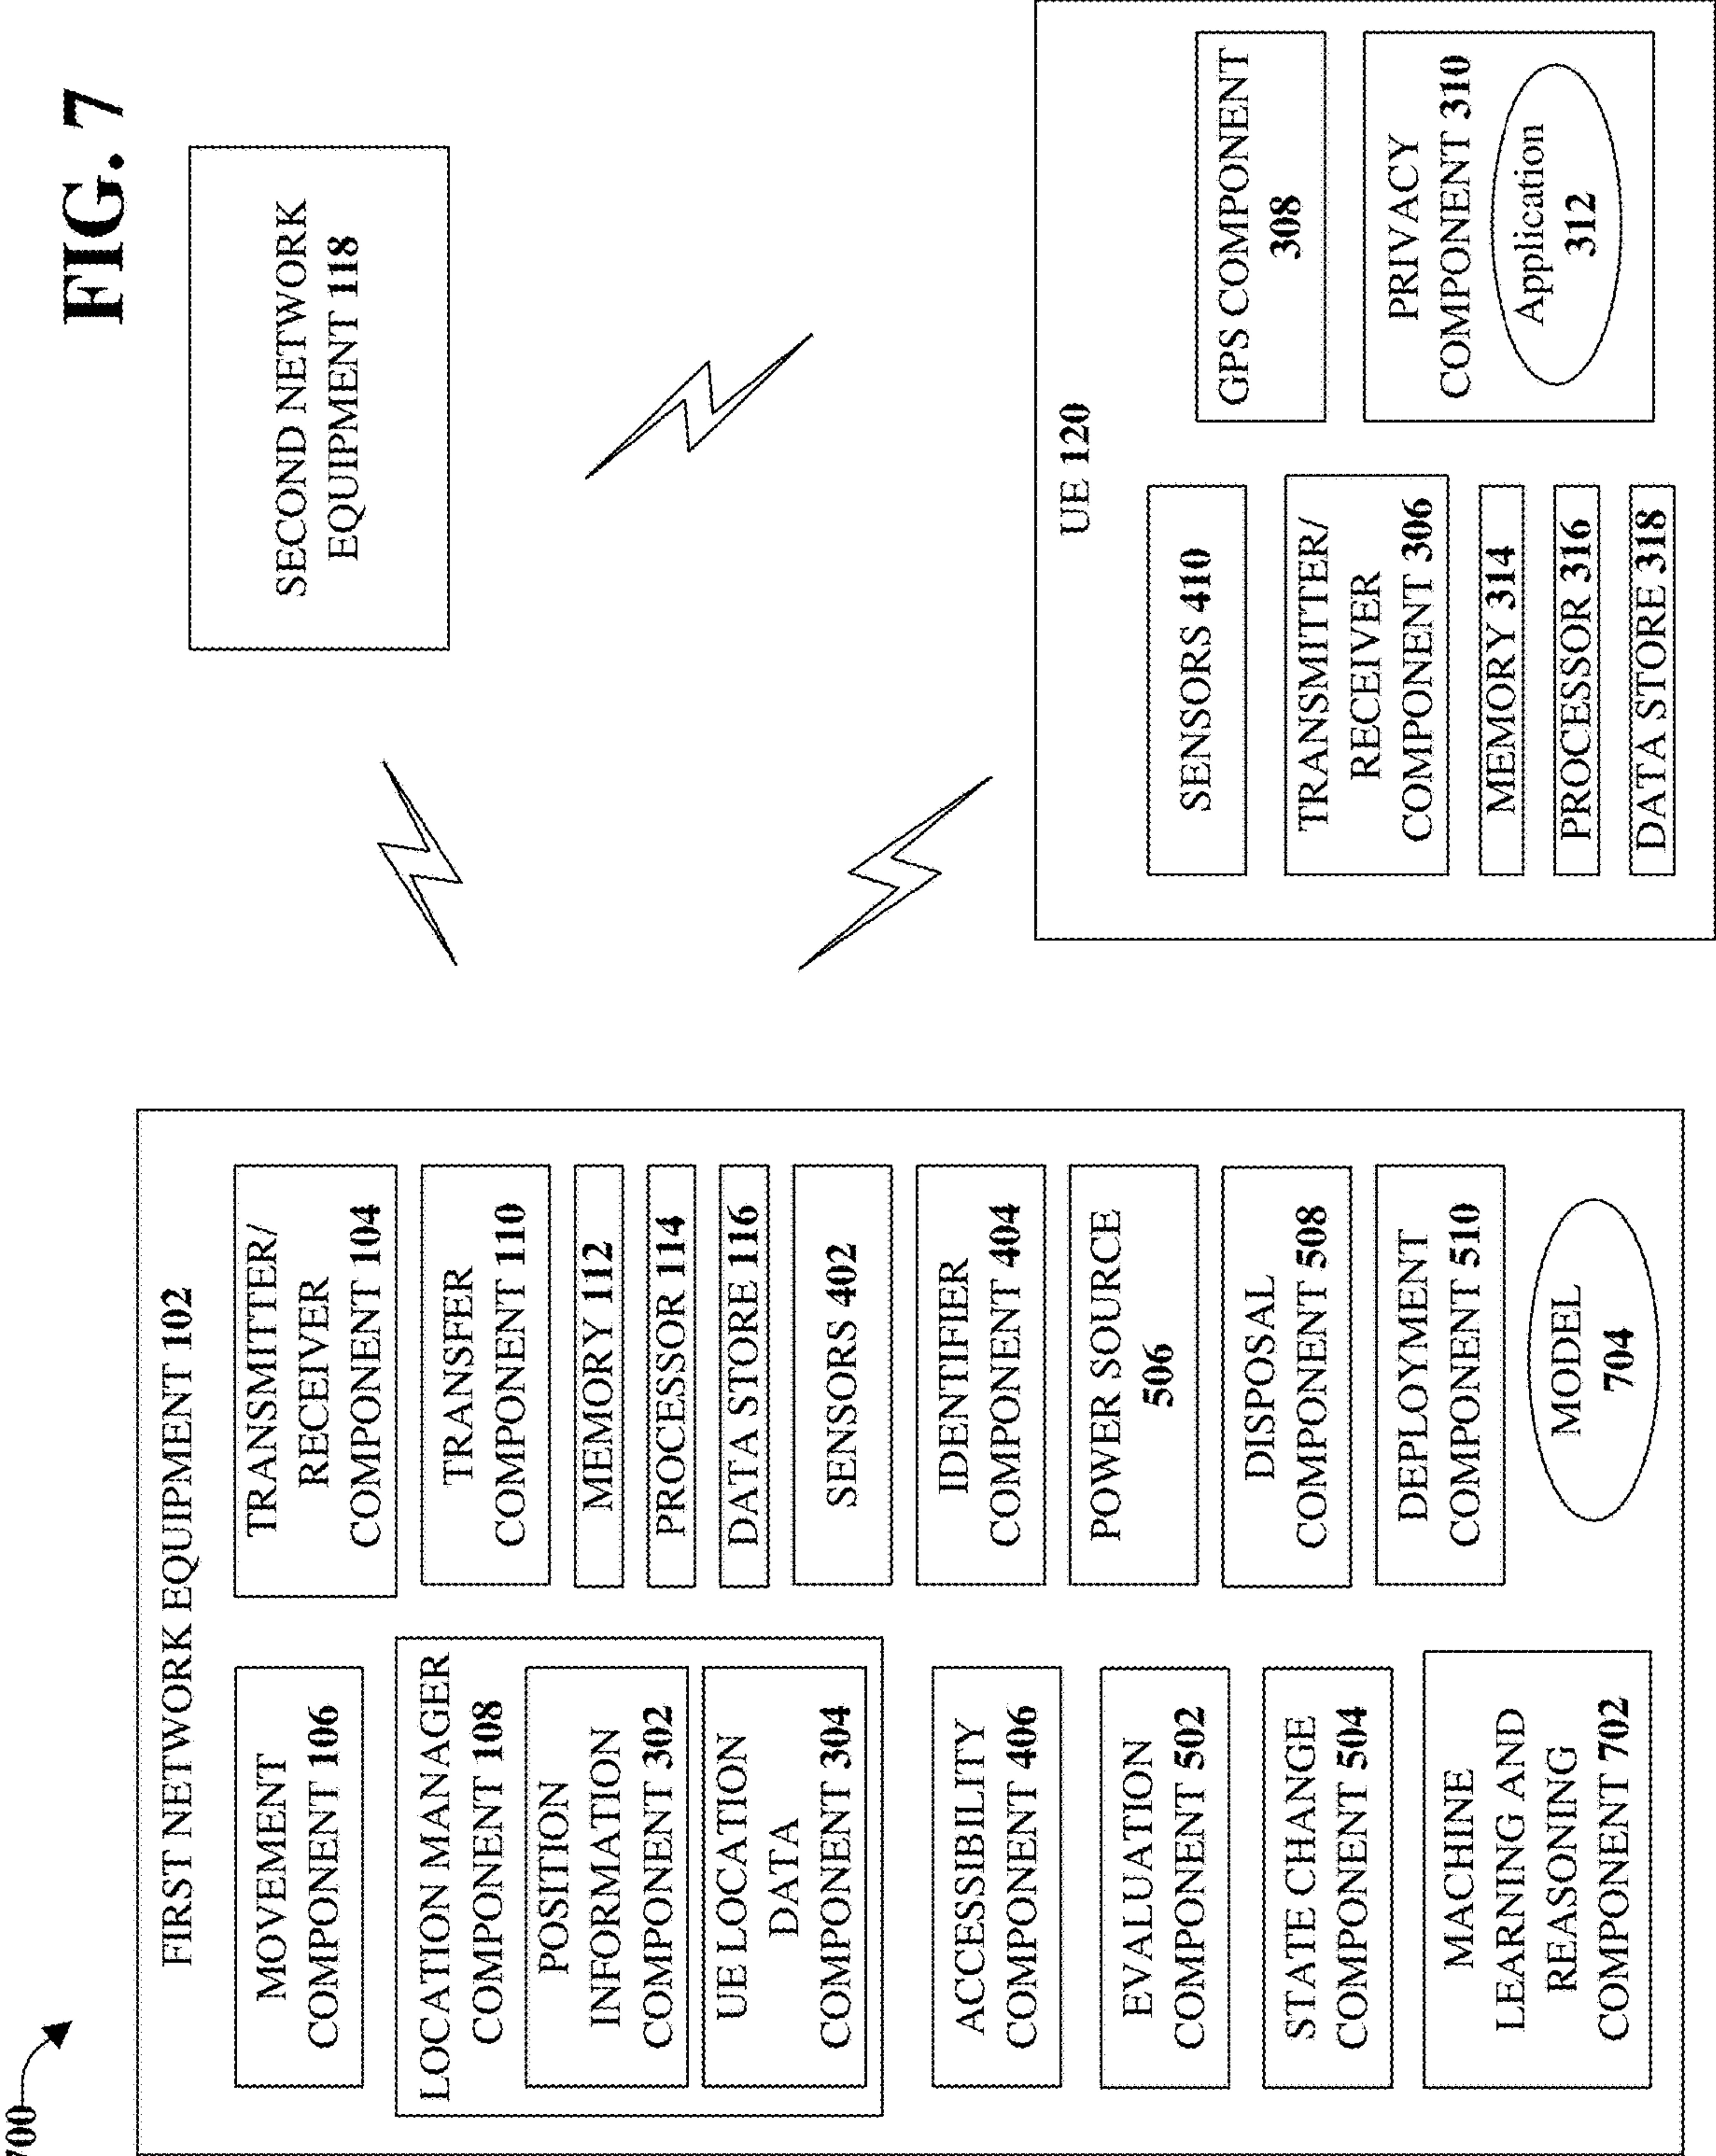 700
FIG. 7
FIRST NETWORK EQUIPMENT 102
MOVEMENT
COMPONENT 106
LOCATION MANAGER
COMPONENT 108
POSITION
INFORMATION
COMPONENT 302
UE LOCATION
DATA
COMPONENT 304
ACCESSIBILITY
COMPONENT 406
EVALUATION
COMPONENT 502
STATE CHANGE
COMPONENT 504
MACHINE
LEARNING AND
REASONING
COMPONENT 702
TRANSMITTER/
RECEIVER
COMPONENT 104
TRANSFER
COMPONENT 110
MEMORY 112
PROCESSOR 114
DATA STORE 116
SENSORS 402
IDENTIFIER
COMPONENT 404
POWER SOURCE
506
DISPOSAL
COMPONENT 508
DEPLOYMENT
COMPONENT 510
MODEL
704
SECOND NETWORK
EQUIPMENT 118
UE 120
SENSORS 410
TRANSMITTER/
RECEIVER
COMPONENT 306
MEMORY 314
PROCESSOR 316
DATA STORE 318
GPS COMPONENT
308
PRIVACY
COMPONENT 310
Application
312